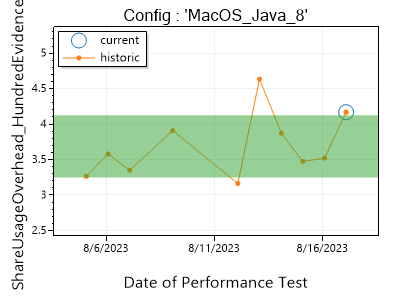 Config : 'MacOS_Java_8'
ShareUsageOverhead_HundredEvidence
current
historic
5
4.5
4
3.5
3
2.5
8/6/2023
8/11/2023
8/16/2023
Date of Performance Test